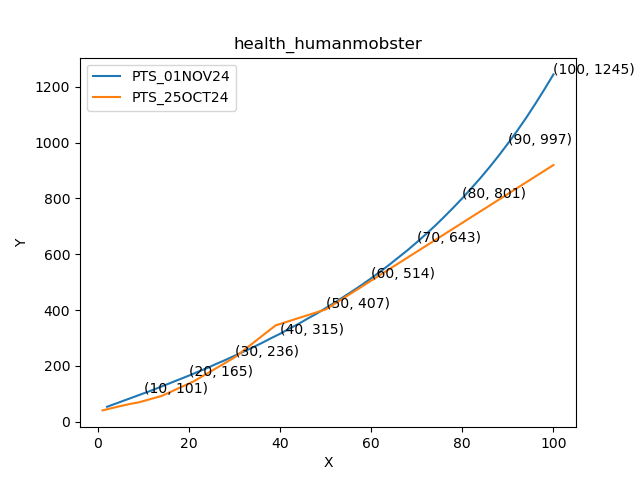 health_humanmobster
PTS_01NOV24
PTS_25OCT24
1200
1000
800
600
400
200
0
Y
(100, 1245)
(90, 997)
(80, 801)
(70, 643)
(60, 514)
(50, 407)
(40, 315)
(30, 236)
(20, 165)
(10, 101)
0 20 40 60 80 100
X